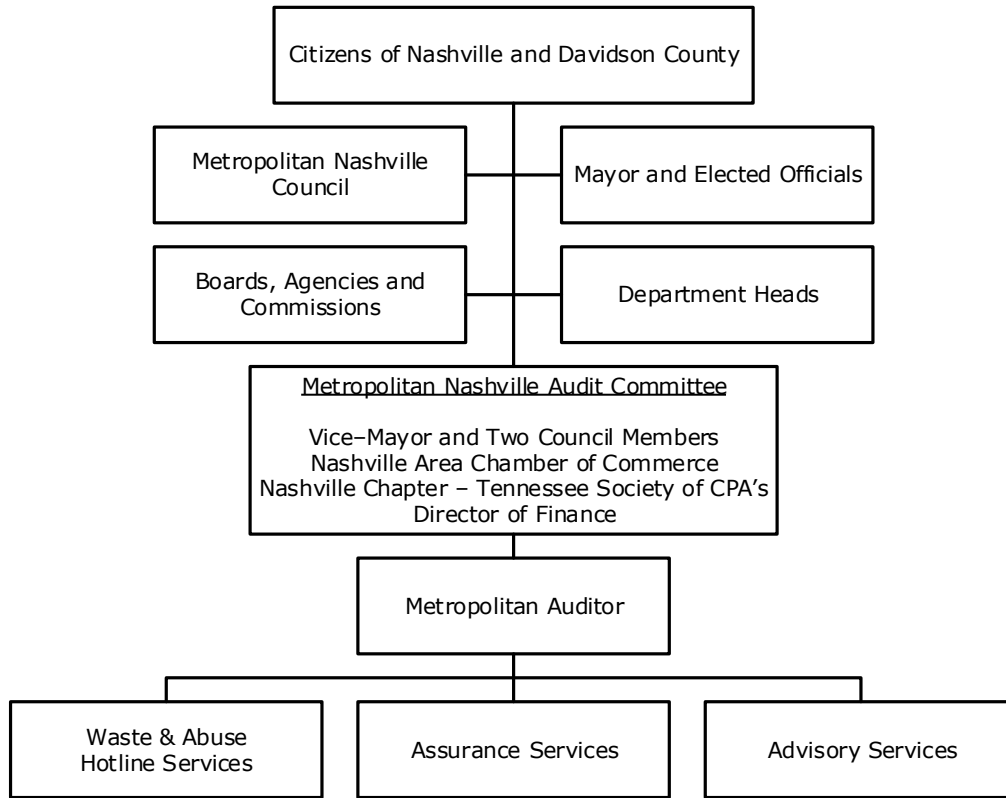 Citizens of Nashville and Davidson County
Metropolitan Nashville
Council
Mayor and Elected Officials
Boards, Agencies and
Commissions
Department Heads
Metropolitan Nashville Audit Committee
Vice–Mayor and Two Council Members
Nashville Area Chamber of Commerce
Nashville Chapter – Tennessee Society of CPA’s
Director of Finance
Metropolitan Auditor
Waste & Abuse
Hotline Services
Assurance Services
Advisory Services